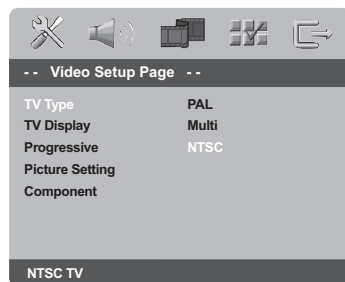 -- Video Setup Page --
TV Type PAL
TV Display Multi
Progressive NTSC
Picture Setting
Component
NTSC TV